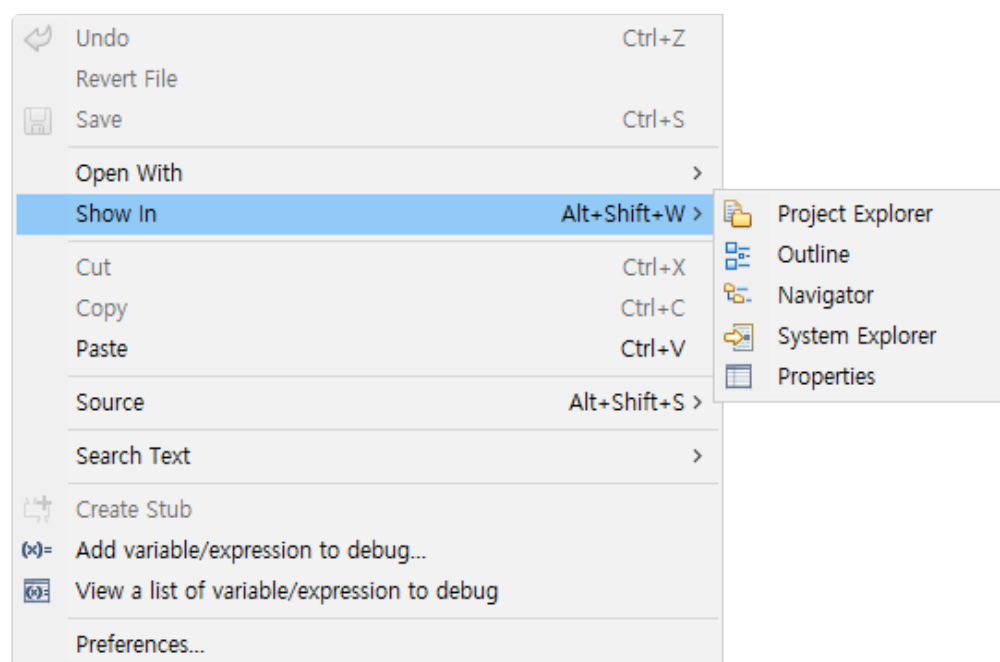 Undo Ctrl+Z
Revert File
Save Ctrl+S
Open With >
Show In Alt+Shift+W >
Project Explorer
Outline
Navigator
System Explorer
Properties
Cut Ctrl+X
Copy Ctrl+C
Paste Ctrl+V
Source Alt+Shift+S >
Search Text >
Create Stub
(x)= Add variable/expression to debug...
(x)= View a list of variable/expression to debug
Preferences...